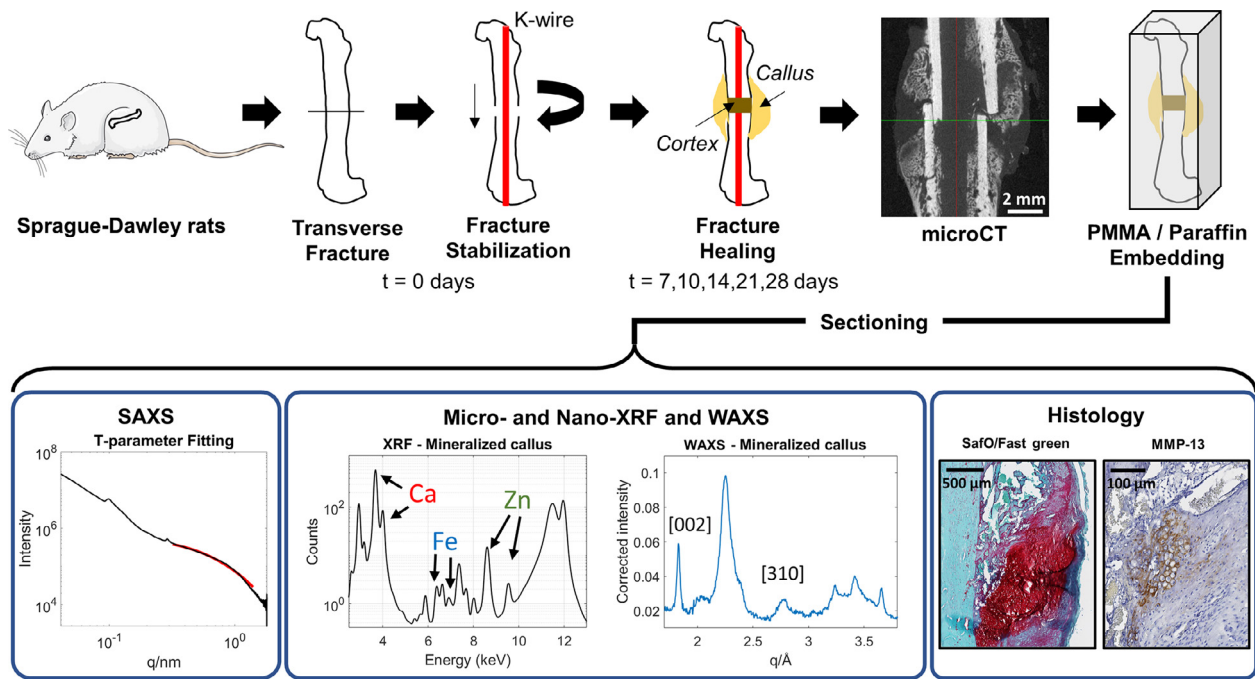 K-wire
Callus
Cortex
2 mm
Sprague-Dawley rats
Transverse
Fracture
Fracture
Stabilization
Fracture
Healing
microCT
PMMA / Paraffin
Embedding
t = 0 days
t = 7,10,14,21,28 days
Sectioning
SAXS
T-parameter Fitting
10^8
10^6
10^4
Intensity
10^-1
10^0
q/nm
Micro- and Nano-XRF and WAXS
XRF - Mineralized callus
Counts
10^2
10^0
Ca
Fe
Zn
4
6
8
10
12
Energy (keV)
WAXS - Mineralized callus
Corrected intensity
0.1
0.08
0.06
0.04
0.02
[002]
[310]
2
2.5
3
3.5
q/Å
Histology
SafO/Fast green
500 µm
MMP-13
100 µm